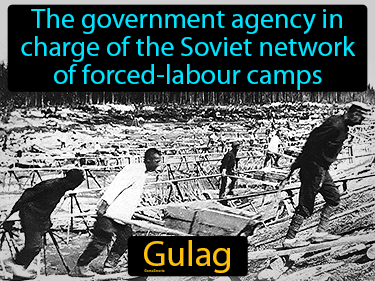 The government agency in
charge of the Soviet network
of forced-labour camps
Gulag